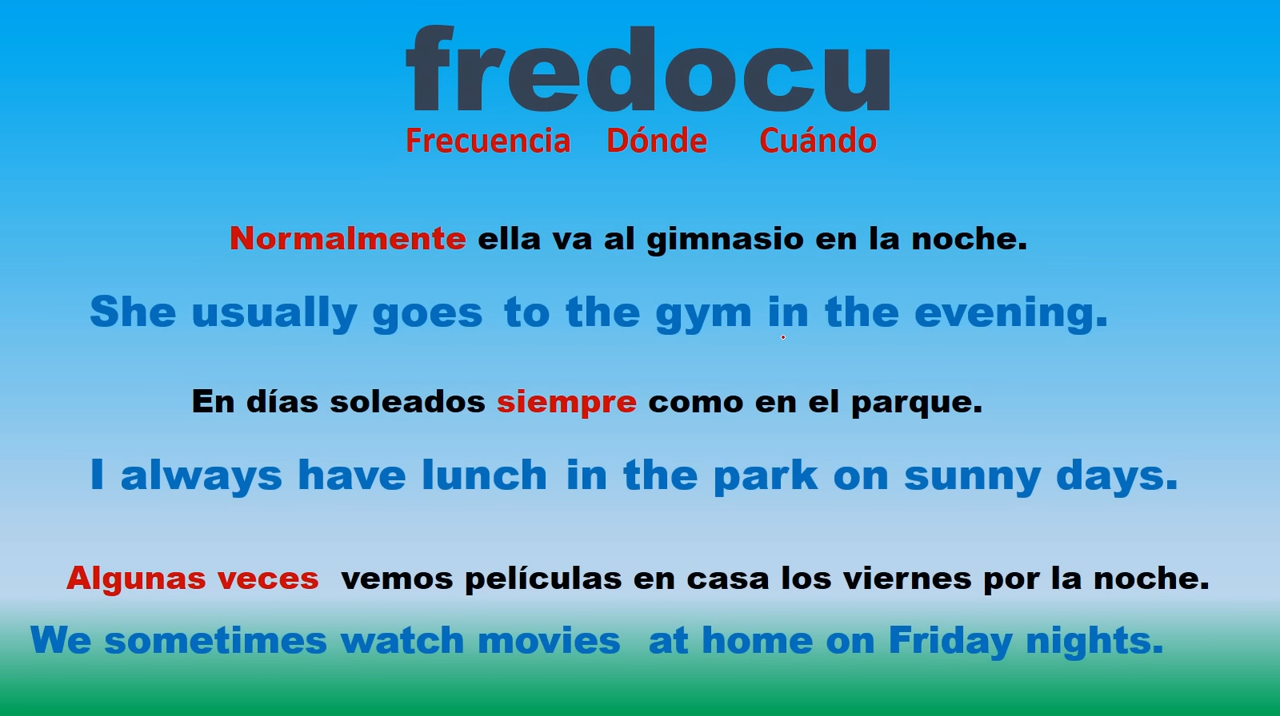 fredocu
Frecuencia Dónde Cuándo
Normalmente ella va al gimnasio en la noche.
She usually goes to the gym in the evening.
En días soleados siempre como en el parque.
I always have lunch in the park on sunny days.
Algunas veces vemos películas en casa los viernes por la noche.
We sometimes watch movies at home on Friday nights.